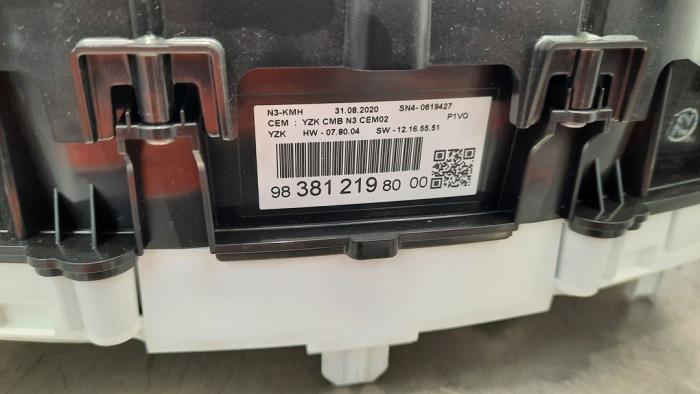 N3-KMH 31.08.2020 SN4- 0619427
CEM : YZK CMB N3 CEM02 P1VO
YZK HW - 07.80.04 SW - 12.16.55.51
98 381 219 80 00